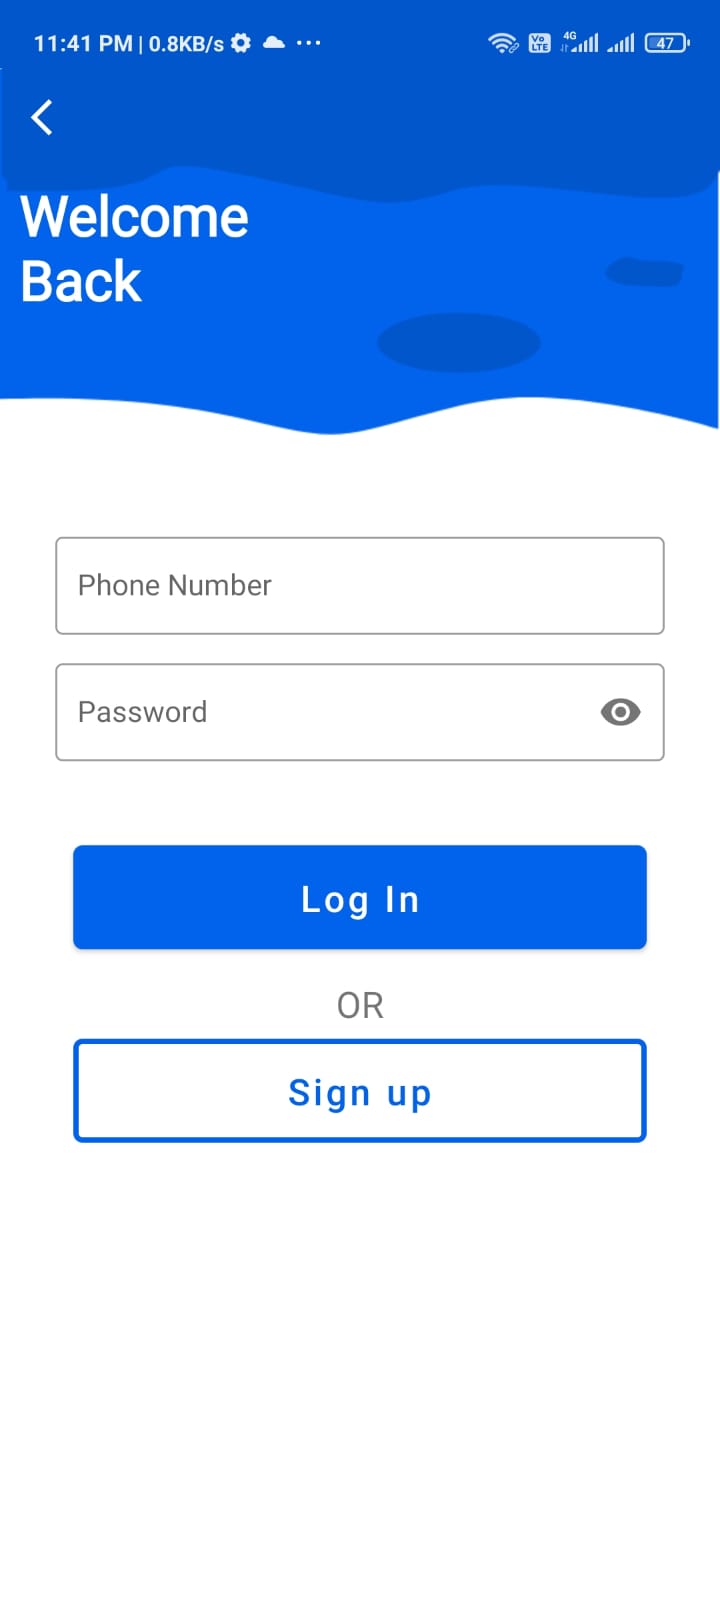 11:41 PM | 0.8KB/s
Vo LTE 4G 47
Welcome
Back
Phone Number
Password
Log In
OR
Sign up